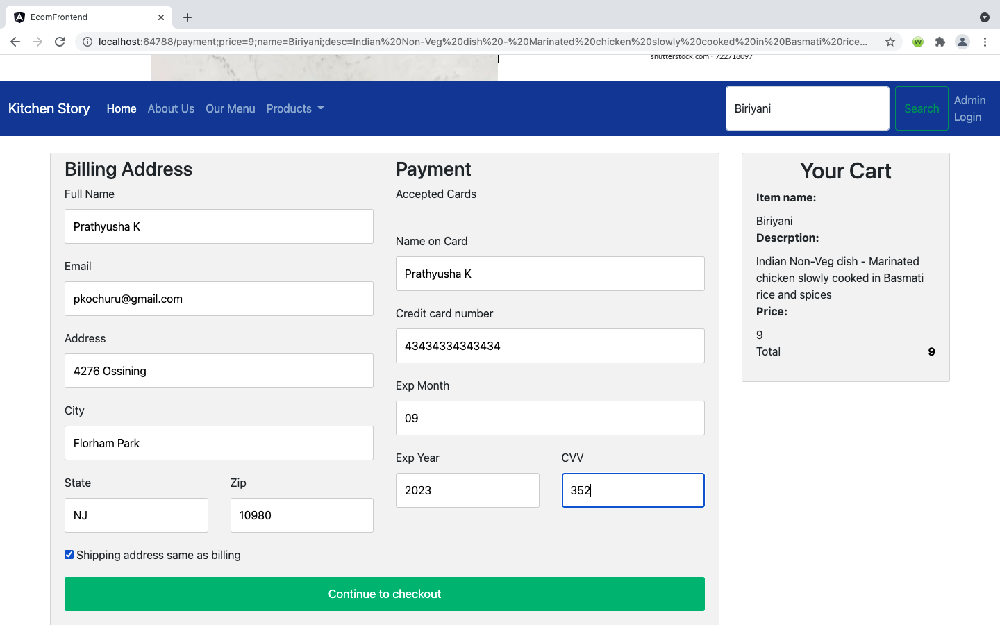 EcomFrontend
localhost:64788/payment;price=9;name=Biriyani;desc=Indian%20Non-Veg%20dish%20-%20Marinated%20chicken%20slowly%20cooked%20in%20Basmati%20rice...
shutterstock.com · 722718097
Kitchen Story Home About Us Our Menu Products Biriyani Search Admin Login
Billing Address
Full Name
Prathyusha K
Email
pkochuru@gmail.com
Address
4276 Ossining
City
Florham Park
State Zip
NJ 10980
Shipping address same as billing
Payment
Accepted Cards
Name on Card
Prathyusha K
Credit card number
43434334343434
Exp Month
09
Exp Year CVV
2023 352
Continue to checkout
Your Cart
Item name:
Biriyani
Descrption:
Indian Non-Veg dish - Marinated
chicken slowly cooked in Basmati
rice and spices
Price:
9
Total 9